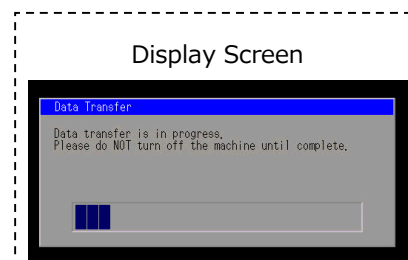 Display Screen
Data Transfer
Data transfer is in progress.
Please do NOT turn off the machine until complete.